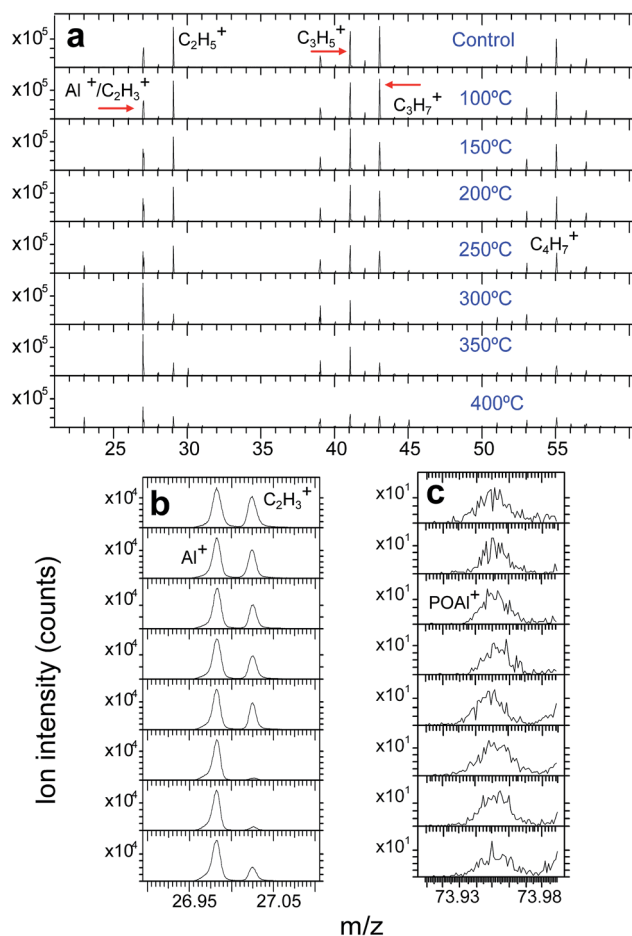 a
x10⁵ C₂H₅⁺ C₃H₅⁺ Control
x10⁵ Al⁺/C₂H₃⁺ C₃H₇⁺ 100ºC
x10⁵ 150ºC
x10⁵ 200ºC
x10⁵ 250ºC C₄H₇⁺
x10⁵ 300ºC
x10⁵ 350ºC
x10⁵ 400ºC
25 30 35 40 45 50 55
b
x10⁴ C₂H₃⁺
x10⁴ Al⁺
x10⁴
x10⁴
x10⁴
x10⁴
x10⁴
x10⁴
26.95 27.05
c
x10¹
x10¹
x10¹ POAl⁺
x10¹
x10¹
x10¹
x10¹
x10¹
73.93 73.98
Ion intensity (counts)
m/z